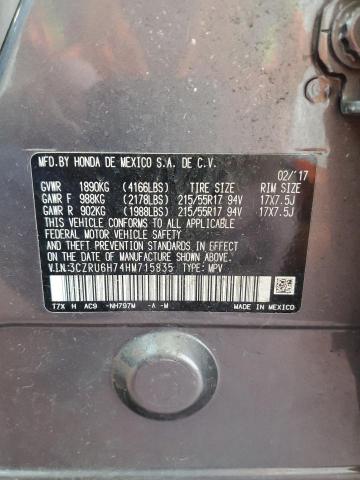 MFD.BY HONDA DE MEXICO S.A. DE C.V.
02/'17
GVWR 1890KG (4166LBS) TIRE SIZE RIM SIZE
GAWR F 988KG (2178LBS) 215/55R17 94V 17X7.5J
GAWR R 902KG (1988LBS) 215/55R17 94V 17X7.5J
THIS VEHICLE CONFORMS TO ALL APPLICABLE
FEDERAL MOTOR VEHICLE SAFETY STANDARDS IN
EFFECT ON THE DATE OF MANUFACTURE SHOWN
ABOVE.
V.I.N:3CZRU6H74HM715835 TYPE: MPV
T7X H AC9 -NH797M -A -M
MADE IN MEXICO